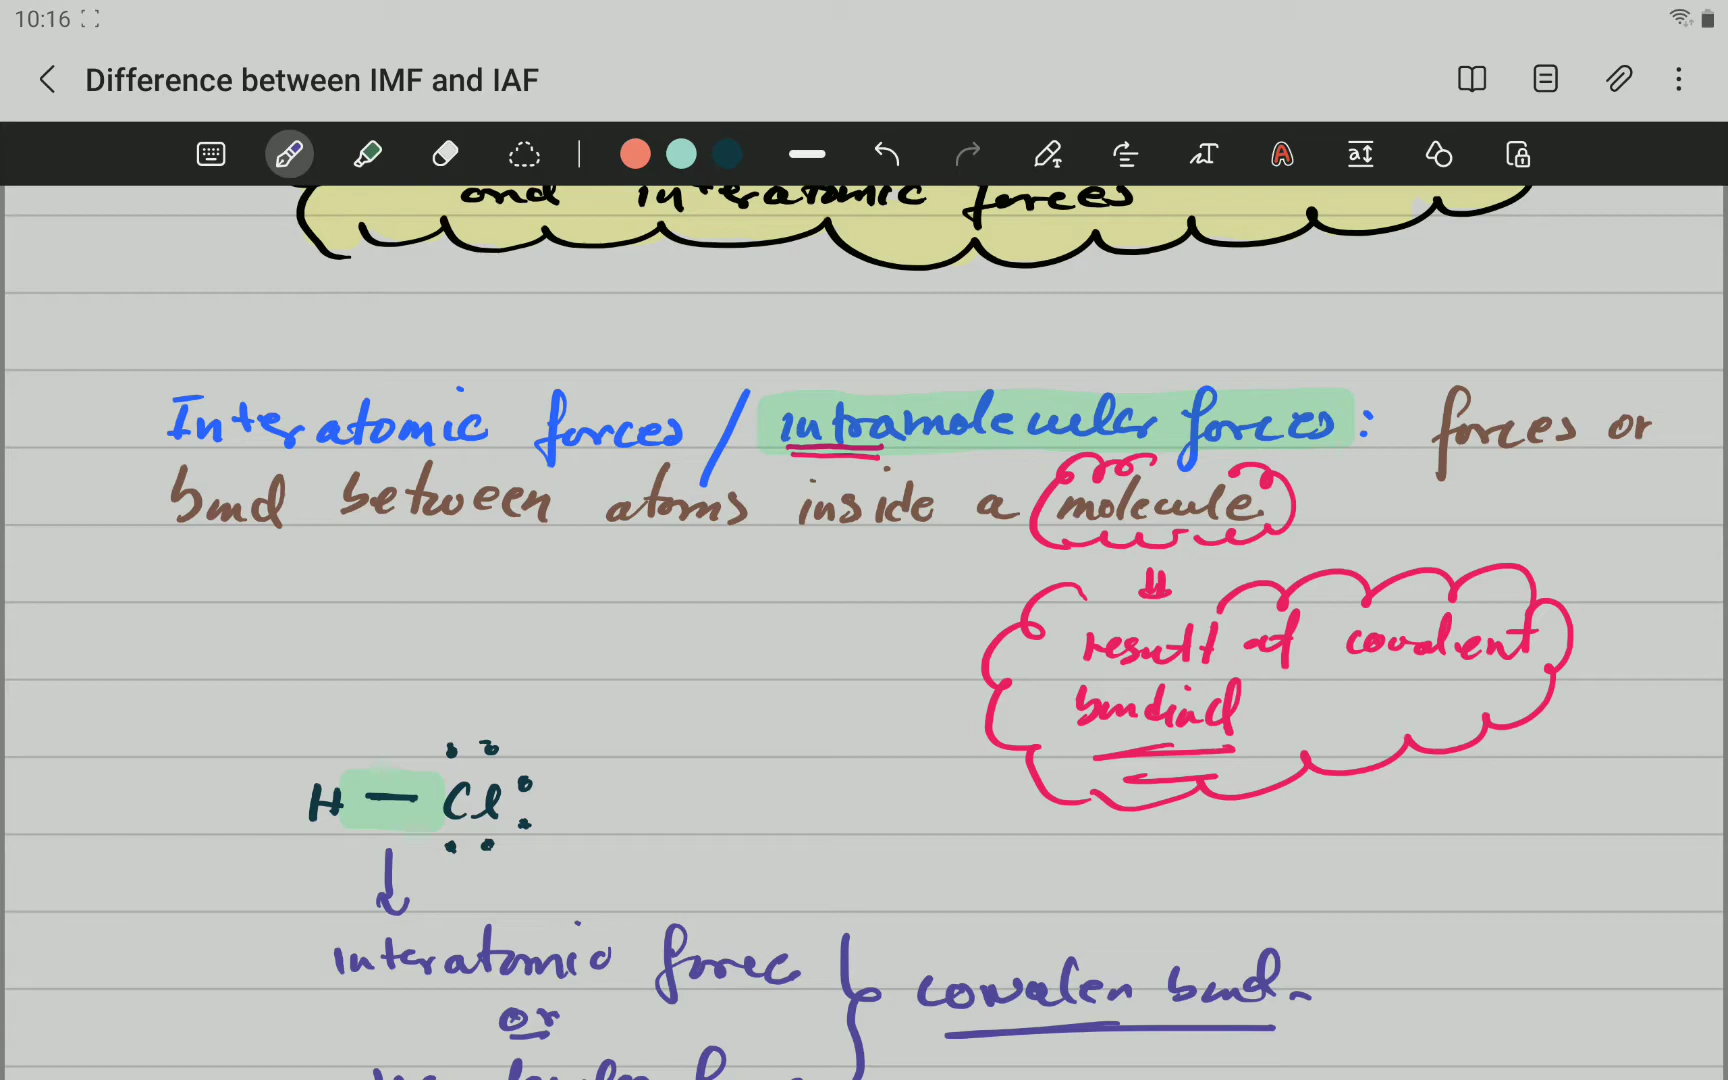 10:16
Difference between IMF and IAF
and interatomic forces
Interatomic forces / intramolecular forces: forces or
bond between atoms inside a molecule.
result of covalent
bonding
H — Cl
interatomic force
or
covalen bond